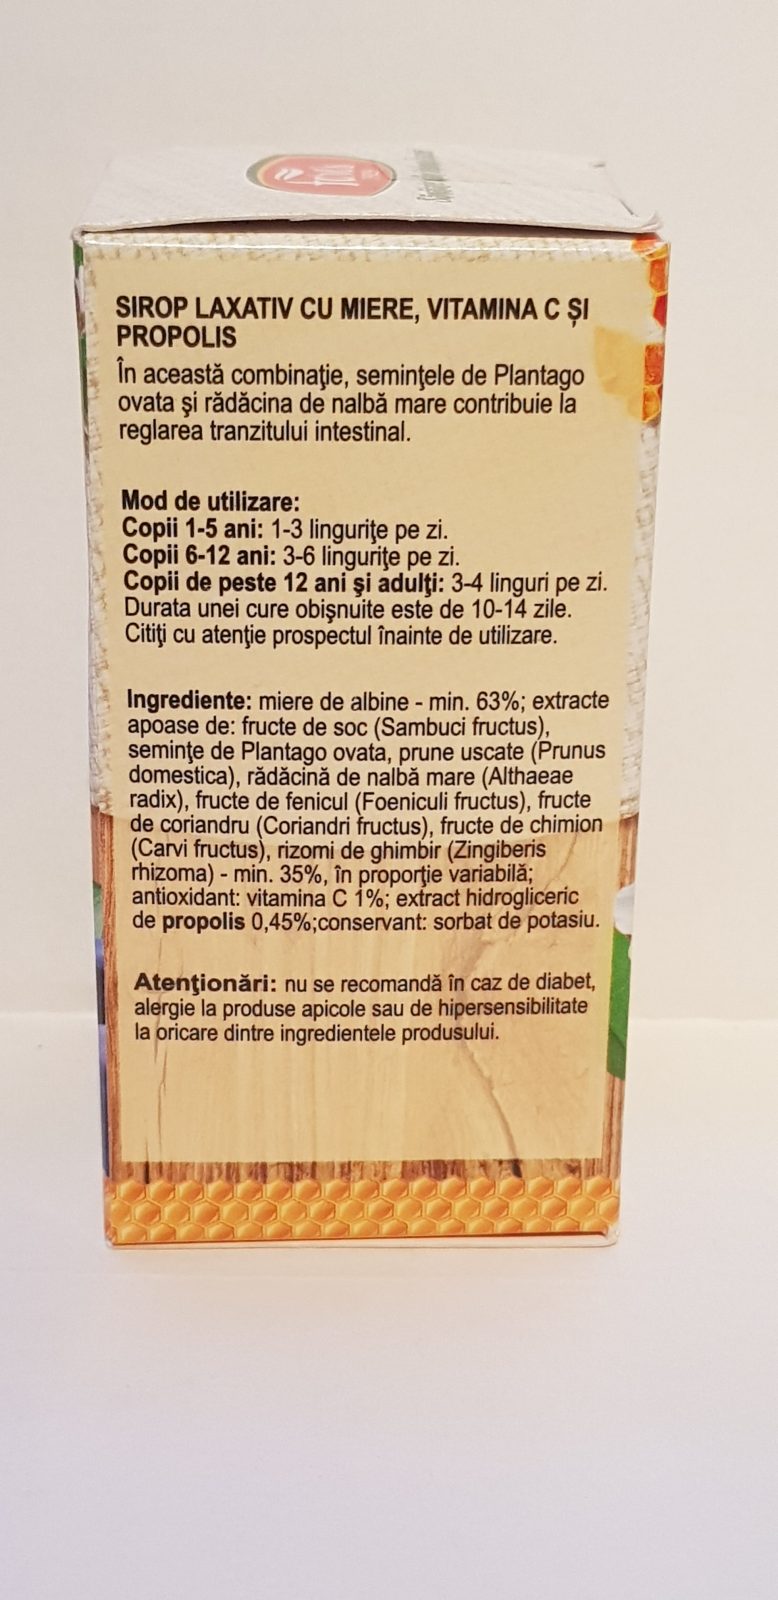 SIROP LAXATIV CU MIERE, VITAMINA C ȘI
PROPOLIS
În această combinaţie, seminţele de Plantago
ovata şi rădăcina de nalbă mare contribuie la
reglarea tranzitului intestinal.
Mod de utilizare:
Copii 1-5 ani: 1-3 linguriţe pe zi.
Copii 6-12 ani: 3-6 linguriţe pe zi.
Copii de peste 12 ani şi adulţi: 3-4 linguri pe zi.
Durata unei cure obişnuite este de 10-14 zile.
Citiţi cu atenţie prospectul înainte de utilizare.
Ingrediente: miere de albine - min. 63%; extracte
apoase de: fructe de soc (Sambuci fructus),
seminţe de Plantago ovata, prune uscate (Prunus
domestica), rădăcină de nalbă mare (Althaeae
radix), fructe de fenicul (Foeniculi fructus), fructe
de coriandru (Coriandri fructus), fructe de chimion
(Carvi fructus), rizomi de ghimbir (Zingiberis
rhizoma) - min. 35%, în proporţie variabilă;
antioxidant: vitamina C 1%; extract hidrogliceric
de propolis 0,45%;conservant: sorbat de potasiu.
Atenţionări: nu se recomandă în caz de diabet,
alergie la produse apicole sau de hipersensibilitate
la oricare dintre ingredientele produsului.